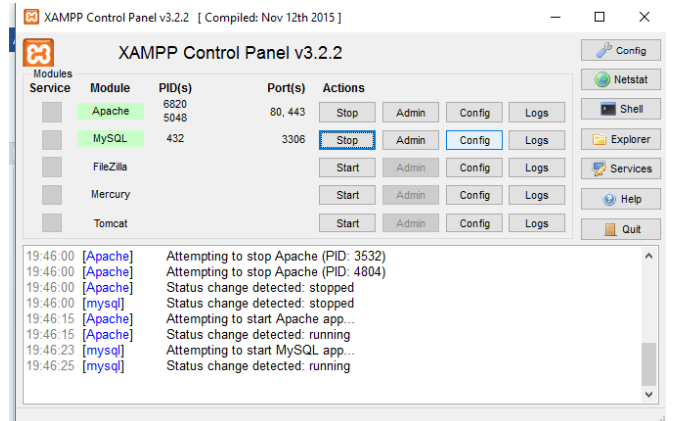 XAMPP Control Panel v3.2.2 [ Compiled: Nov 12th 2015 ]
XAMPP Control Panel v3.2.2
Config
Modules
Service Module PID(s) Port(s) Actions
Netstat
Apache 6820 5048 80, 443 Stop Admin Config Logs
Shell
MySQL 432 3306 Stop Admin Config Logs
Explorer
FileZilla Start Admin Config Logs
Services
Mercury Start Admin Config Logs
Help
Tomcat Start Admin Config Logs
Quit
19:46:00 [Apache] Attempting to stop Apache (PID: 3532)
19:46:00 [Apache] Attempting to stop Apache (PID: 4804)
19:46:00 [Apache] Status change detected: stopped
19:46:00 [mysql] Status change detected: stopped
19:46:15 [Apache] Attempting to start Apache app...
19:46:15 [Apache] Status change detected: running
19:46:23 [mysql] Attempting to start MySQL app...
19:46:25 [mysql] Status change detected: running